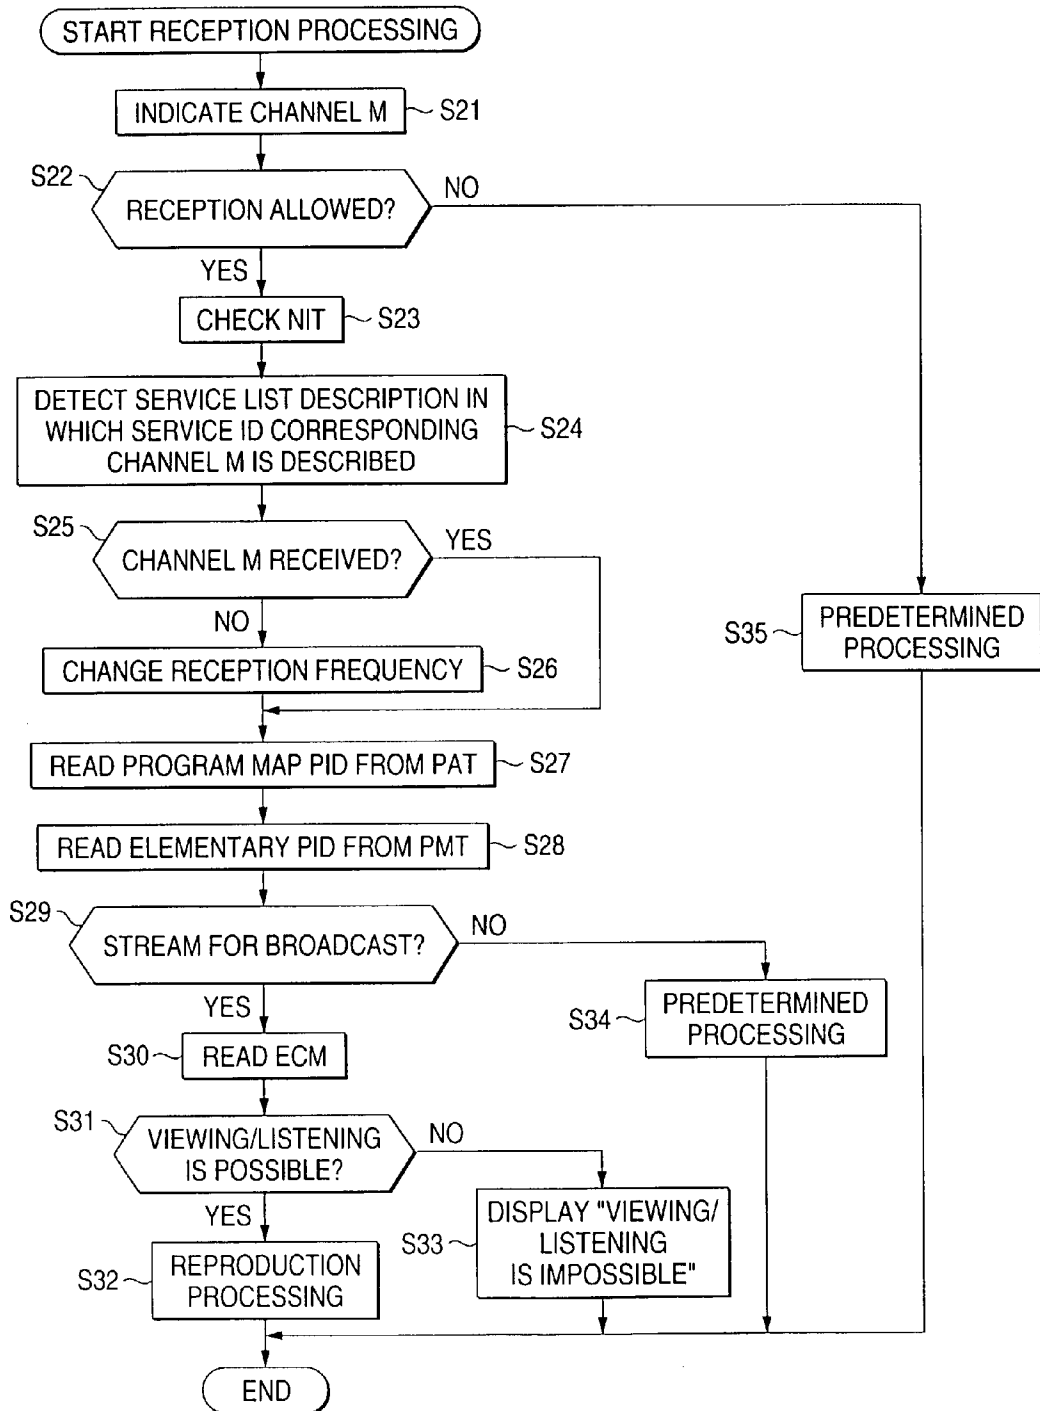 START RECEPTION PROCESSING
INDICATE CHANNEL M
S21
S22
RECEPTION ALLOWED?
NO
YES
CHECK NIT
S23
DETECT SERVICE LIST DESCRIPTION IN
WHICH SERVICE ID CORRESPONDING
CHANNEL M IS DESCRIBED
S24
S25
CHANNEL M RECEIVED?
YES
NO
CHANGE RECEPTION FREQUENCY
S26
S35
PREDETERMINED
PROCESSING
READ PROGRAM MAP PID FROM PAT
S27
READ ELEMENTARY PID FROM PMT
S28
S29
STREAM FOR BROADCAST?
NO
YES
S34
PREDETERMINED
PROCESSING
S30
READ ECM
S31
VIEWING/LISTENING
IS POSSIBLE?
NO
YES
S33
DISPLAY "VIEWING/
LISTENING
IS IMPOSSIBLE"
S32
REPRODUCTION
PROCESSING
END